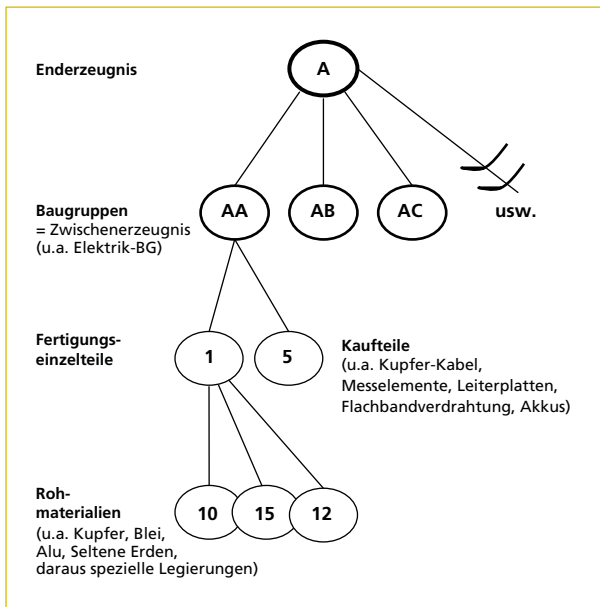 Enderzeugnis
A
Baugruppen
= Zwischenerzeugnis
(u.a. Elektrik-BG)
AA
AB
AC
usw.
Fertigungs-
einzelteile
1
5
Kaufteile
(u.a. Kupfer-Kabel,
Messelemente, Leiterplatten,
Flachbandverdrahtung, Akkus)
Roh-
materialien
(u.a. Kupfer, Blei,
Alu, Seltene Erden,
daraus spezielle Legierungen)
10
15
12